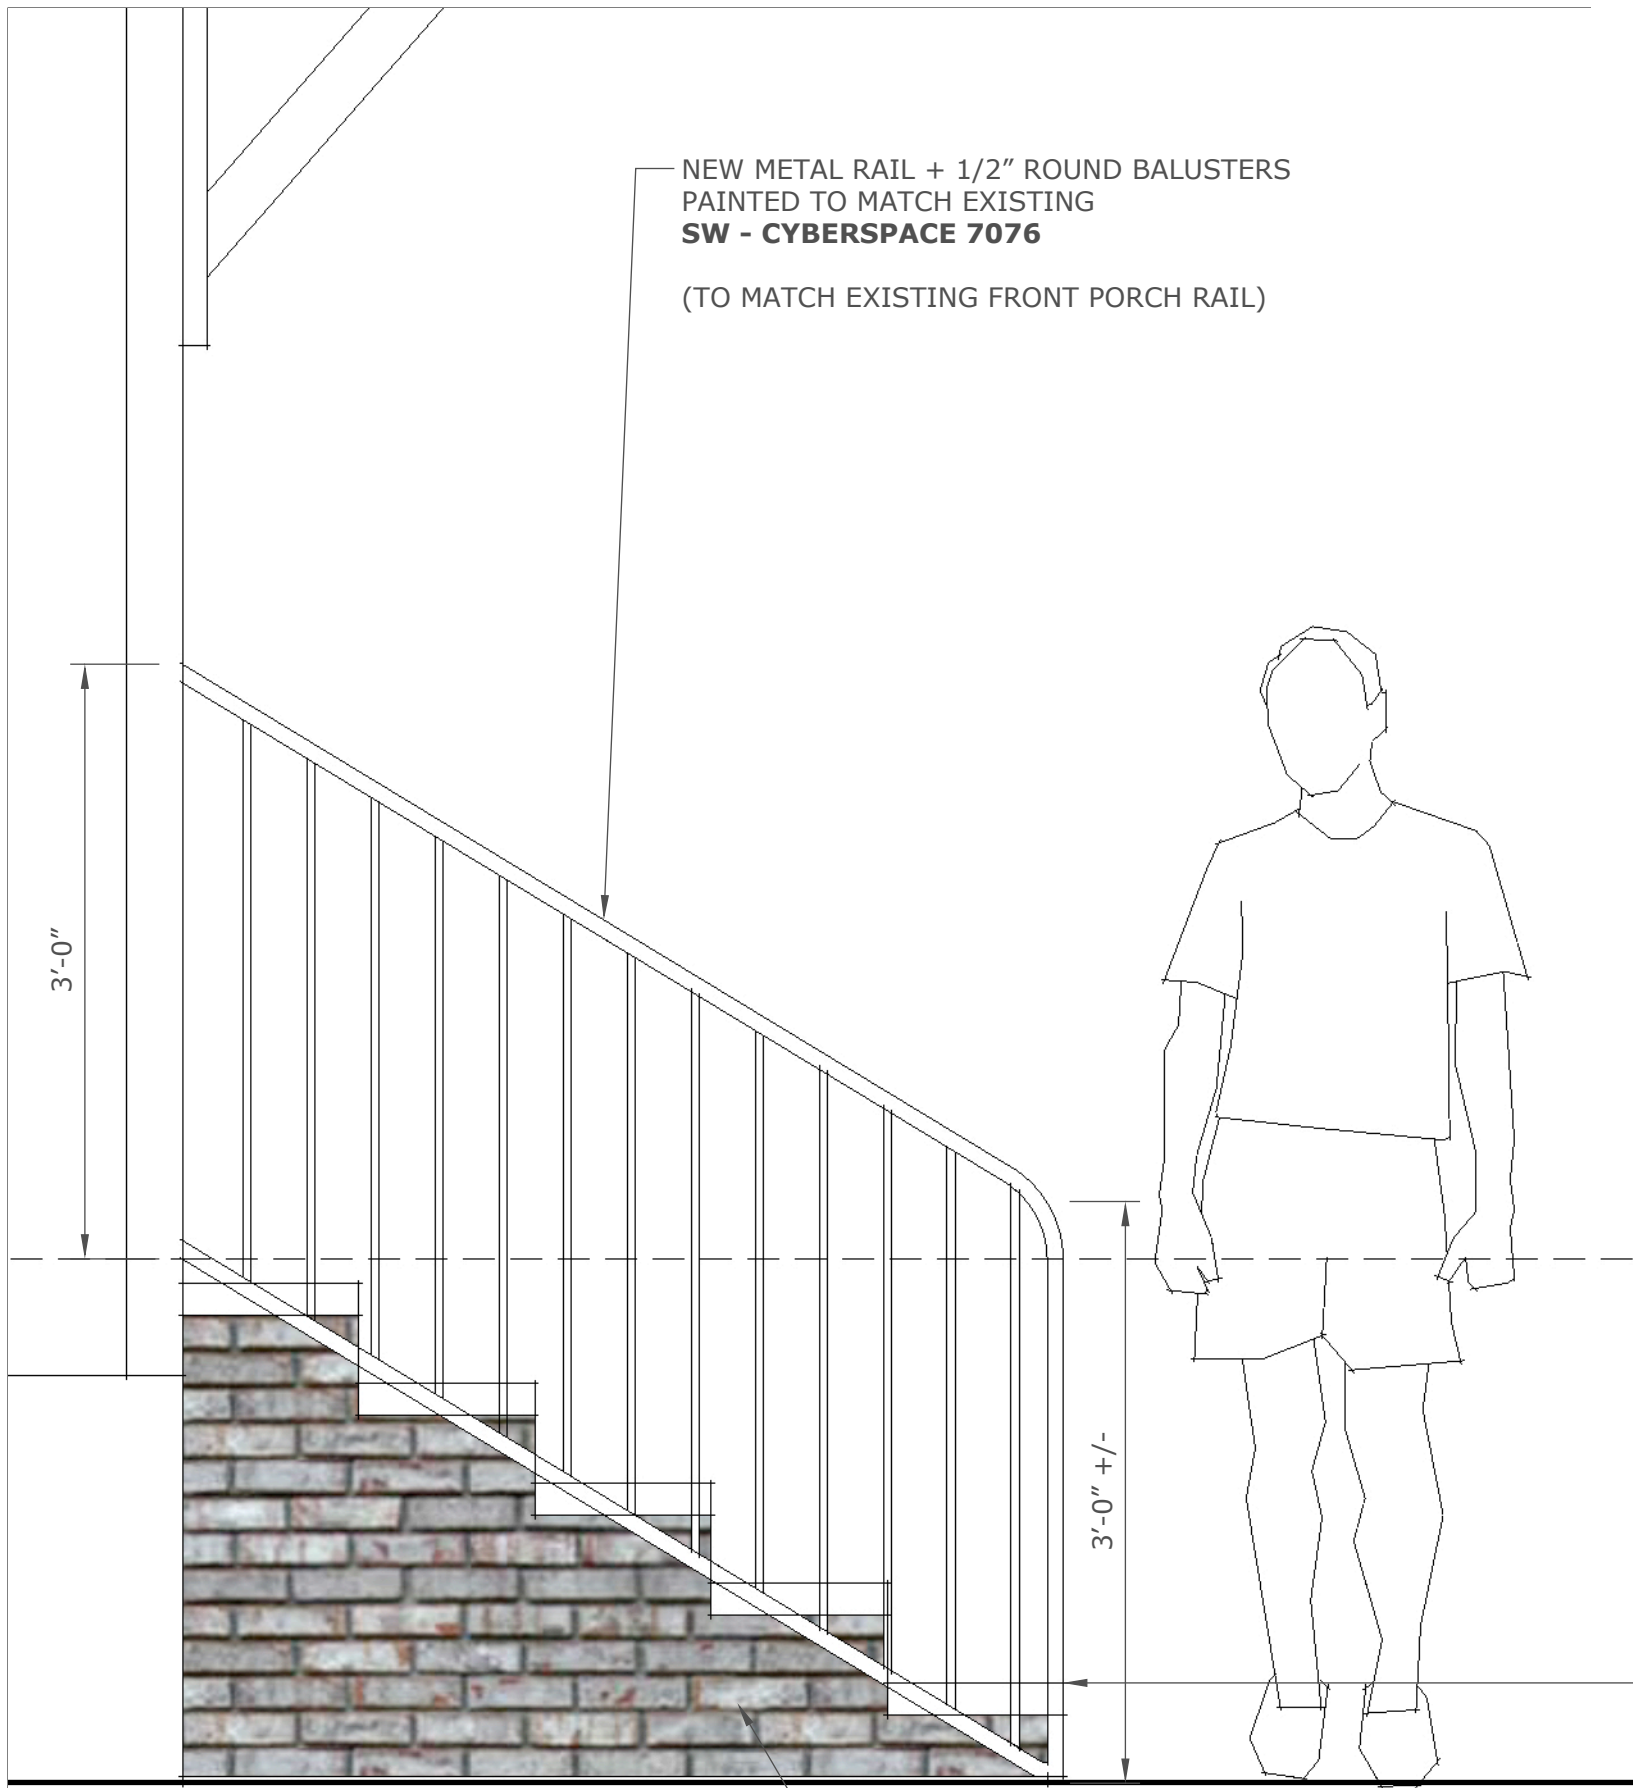 NEW METAL RAIL + 1/2” ROUND BALUSTERS
PAINTED TO MATCH EXISTING
SW - CYBERSPACE 7076
(TO MATCH EXISTING FRONT PORCH RAIL)
3’-0”
3’-0” +/-